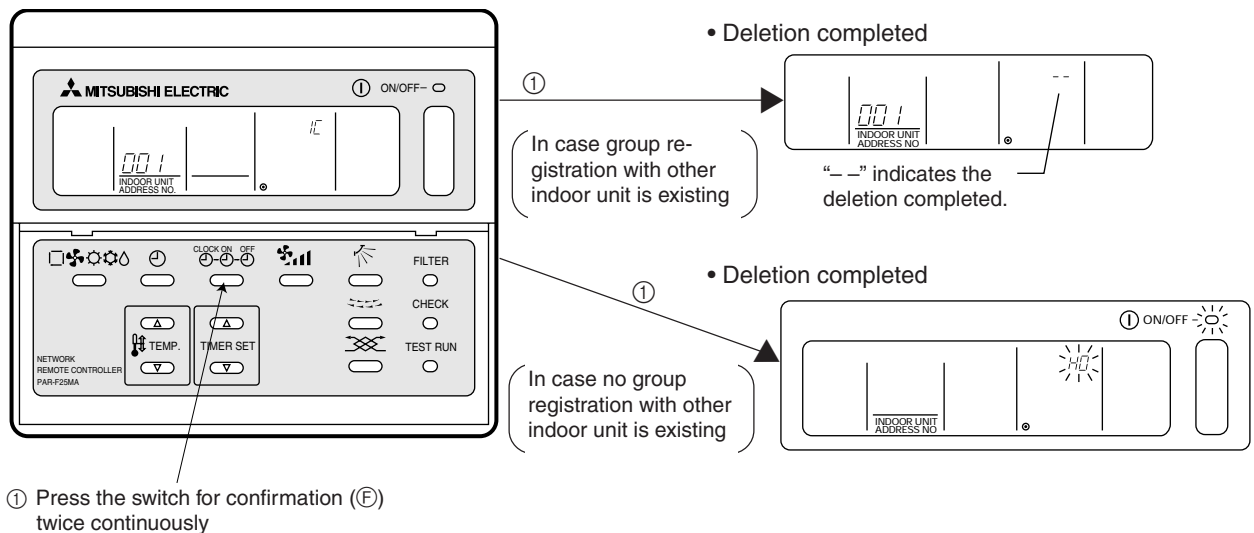 MITSUBISHI ELECTRIC
ON/OFF
1C
001
INDOOR UNIT
ADDRESS NO.
CLOCK ON OFF
FILTER
CHECK
TEMP.
TIMER SET
TEST RUN
NETWORK
REMOTE CONTROLLER
PAR-F25MA
① Press the switch for confirmation (Ⓕ)
twice continuously
①
In case group re-
gistration with other
indoor unit is existing
• Deletion completed
001
INDOOR UNIT
ADDRESS NO
– –
“– –” indicates the
deletion completed.
①
In case no group
registration with other
indoor unit is existing
• Deletion completed
ON/OFF
H0
INDOOR UNIT
ADDRESS NO